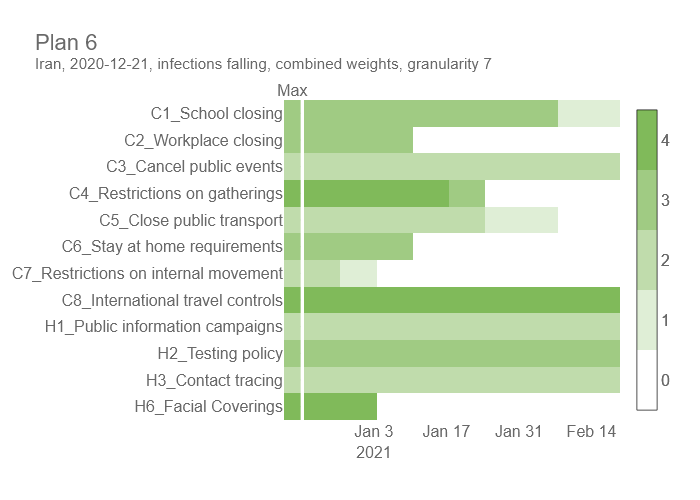 Plan 6
Iran, 2020-12-21, infections falling, combined weights, granularity 7
Max
C1_School closing
C2_Workplace closing
C3_Cancel public events
C4_Restrictions on gatherings
C5_Close public transport
C6_Stay at home requirements
C7_Restrictions on internal movement
C8_International travel controls
H1_Public information campaigns
H2_Testing policy
H3_Contact tracing
H6_Facial Coverings
Jan 3 Jan 17 Jan 31 Feb 14
2021
4
3
2
1
0